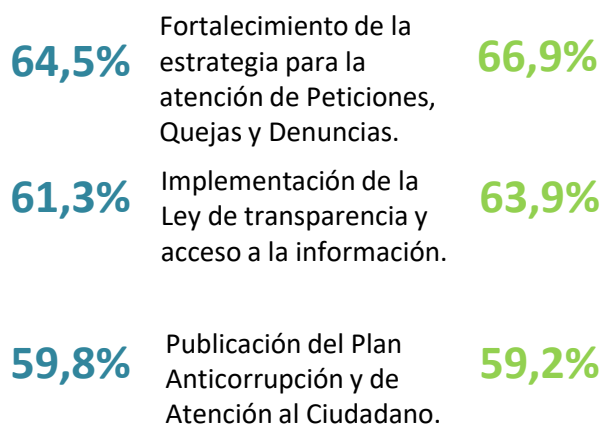 Fortalecimiento de la
64,5% estrategia para la 66,9%
atención de Peticiones,
Quejas y Denuncias.
61,3% Implementación de la 63,9%
Ley de transparencia y
acceso a la información.
59,8% Publicación del Plan 59,2%
Anticorrupción y de
Atención al Ciudadano.